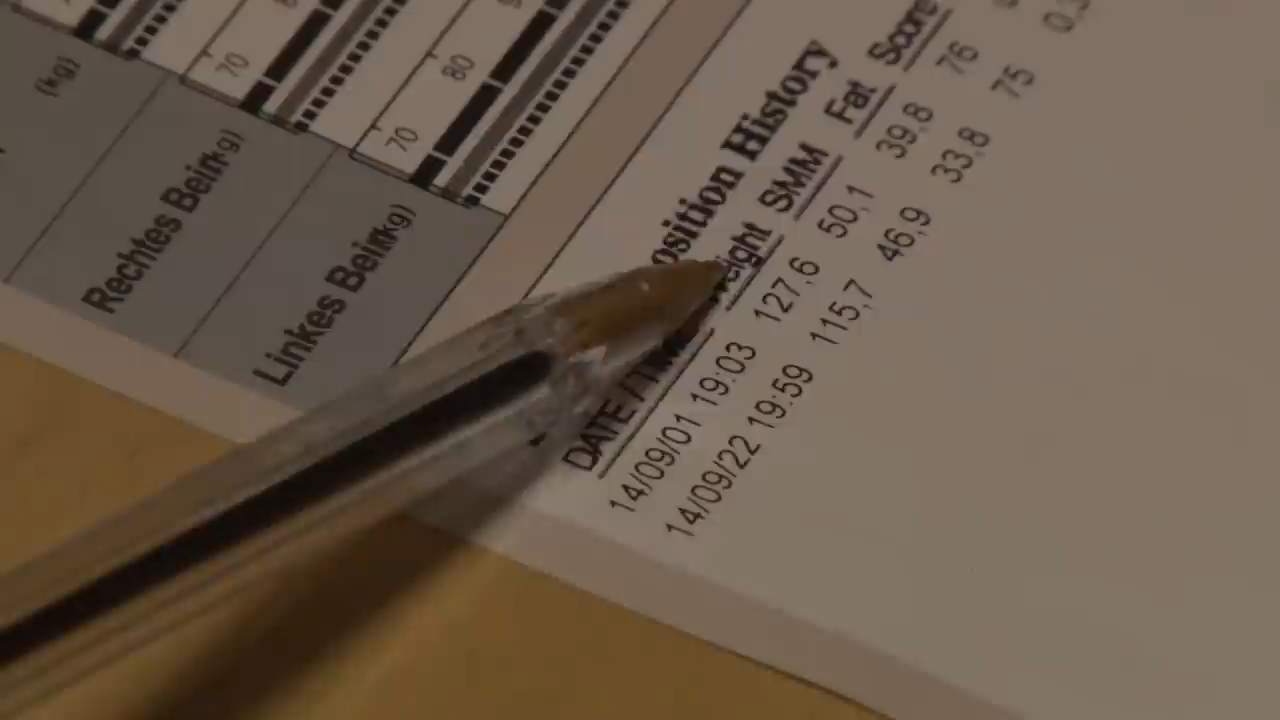 (kg)
70
80
70
Rechtes Bein(kg)
Linkes Bein(kg)
osition History
DATE / eight SMM Fat Score
14/09/01 19:03 127,6 50,1 39,8 76
14/09/22 19:59 115,7 46,9 33,8 75